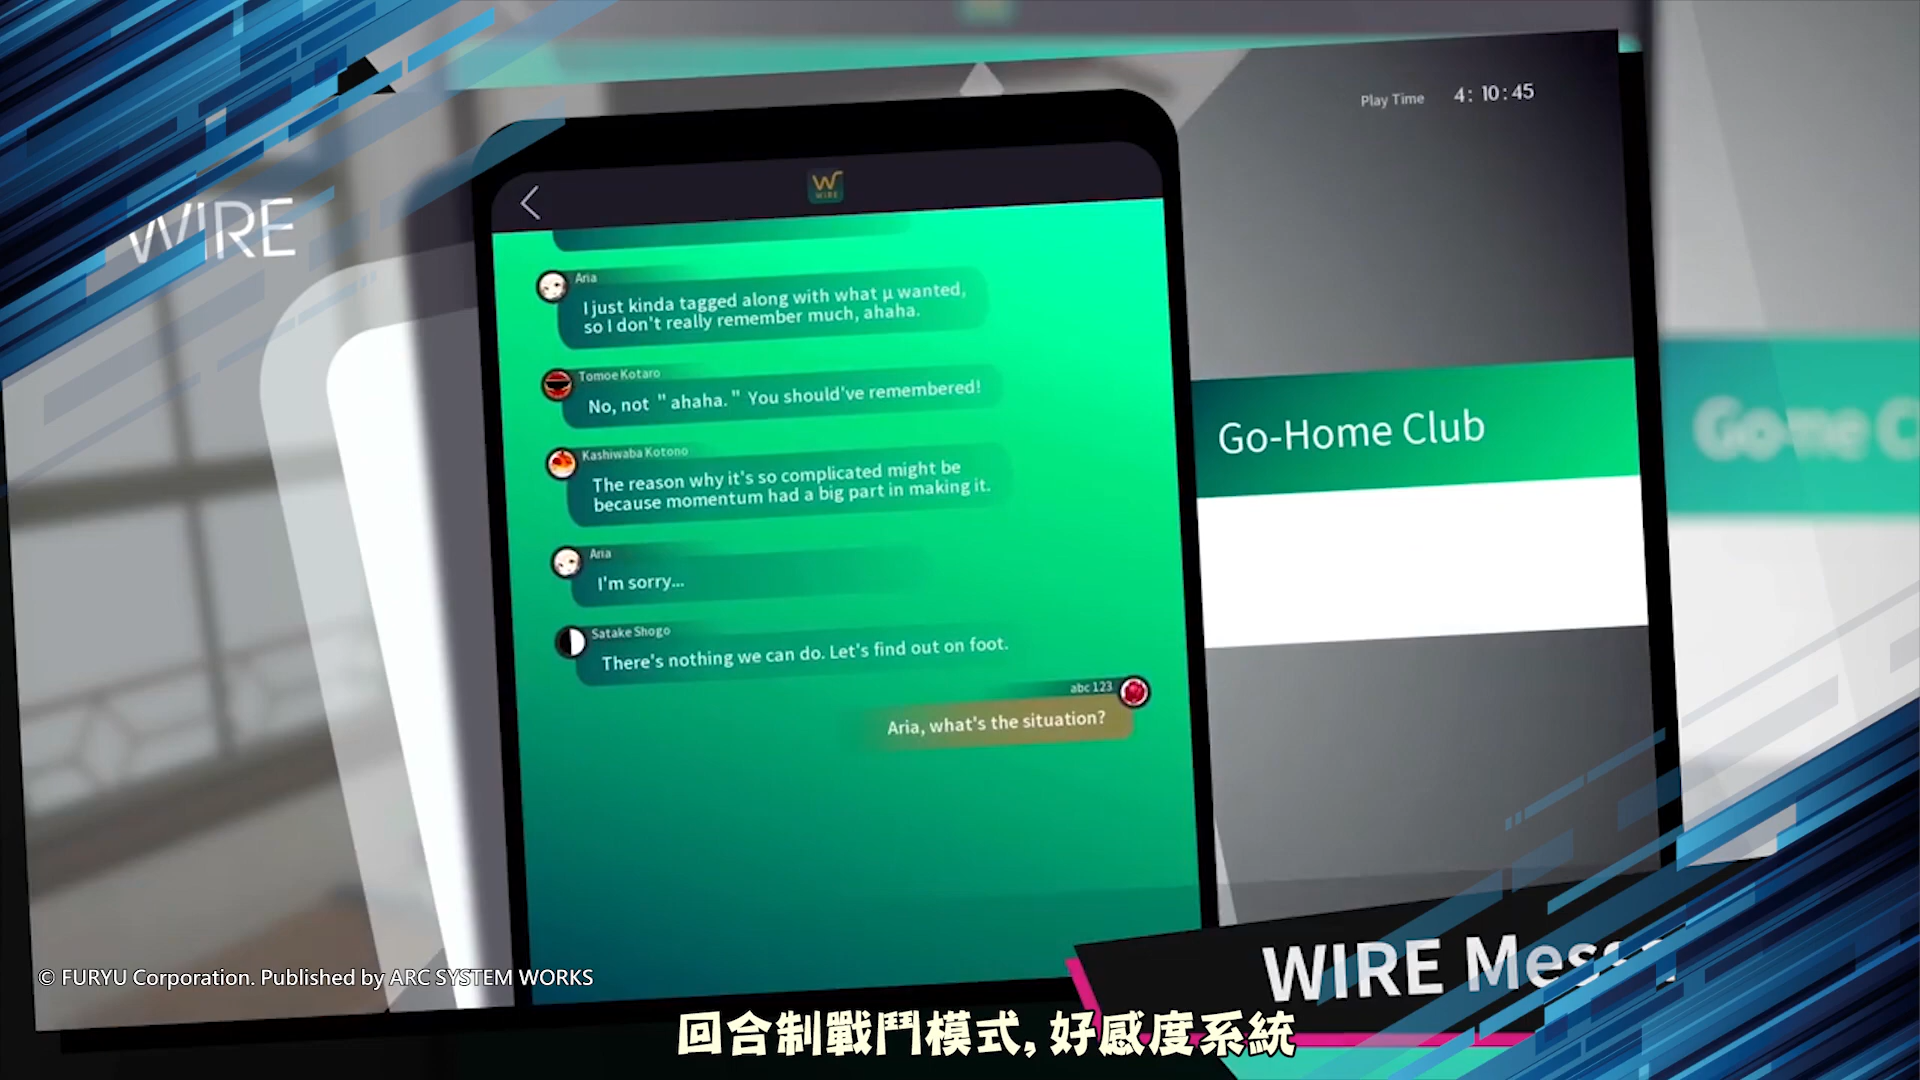 Play Time 4: 10:45
W
WIRE
WIRE
Aria
I just kinda tagged along with what μ wanted,
so I don't really remember much, ahaha.
Tomoe Kotaro
No, not " ahaha. " You should've remembered!
Kashiwaba Kotono
The reason why it's so complicated might be
because momentum had a big part in making it.
Aria
I'm sorry...
Satake Shogo
There's nothing we can do. Let's find out on foot.
abc 123
Aria, what's the situation?
Go-Home Club
WIRE
© FURYU Corporation. Published by ARC SYSTEM WORKS
回合制戰鬥模式, 好感度系統